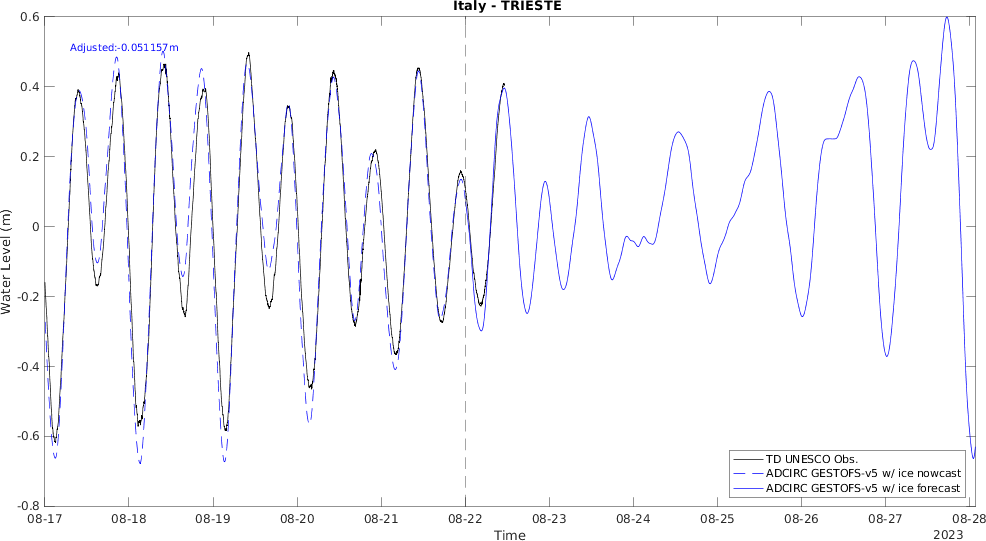 Italy - TRIESTE
Adjusted:-0.051157m
0.6
0.4
0.2
0
-0.2
-0.4
-0.6
-0.8
Water Level (m)
TD UNESCO Obs.
ADCIRC GESTOFS-v5 w/ ice nowcast
ADCIRC GESTOFS-v5 w/ ice forecast
08-17 08-18 08-19 08-20 08-21 08-22 08-23 08-24 08-25 08-26 08-27 08-28
Time
2023